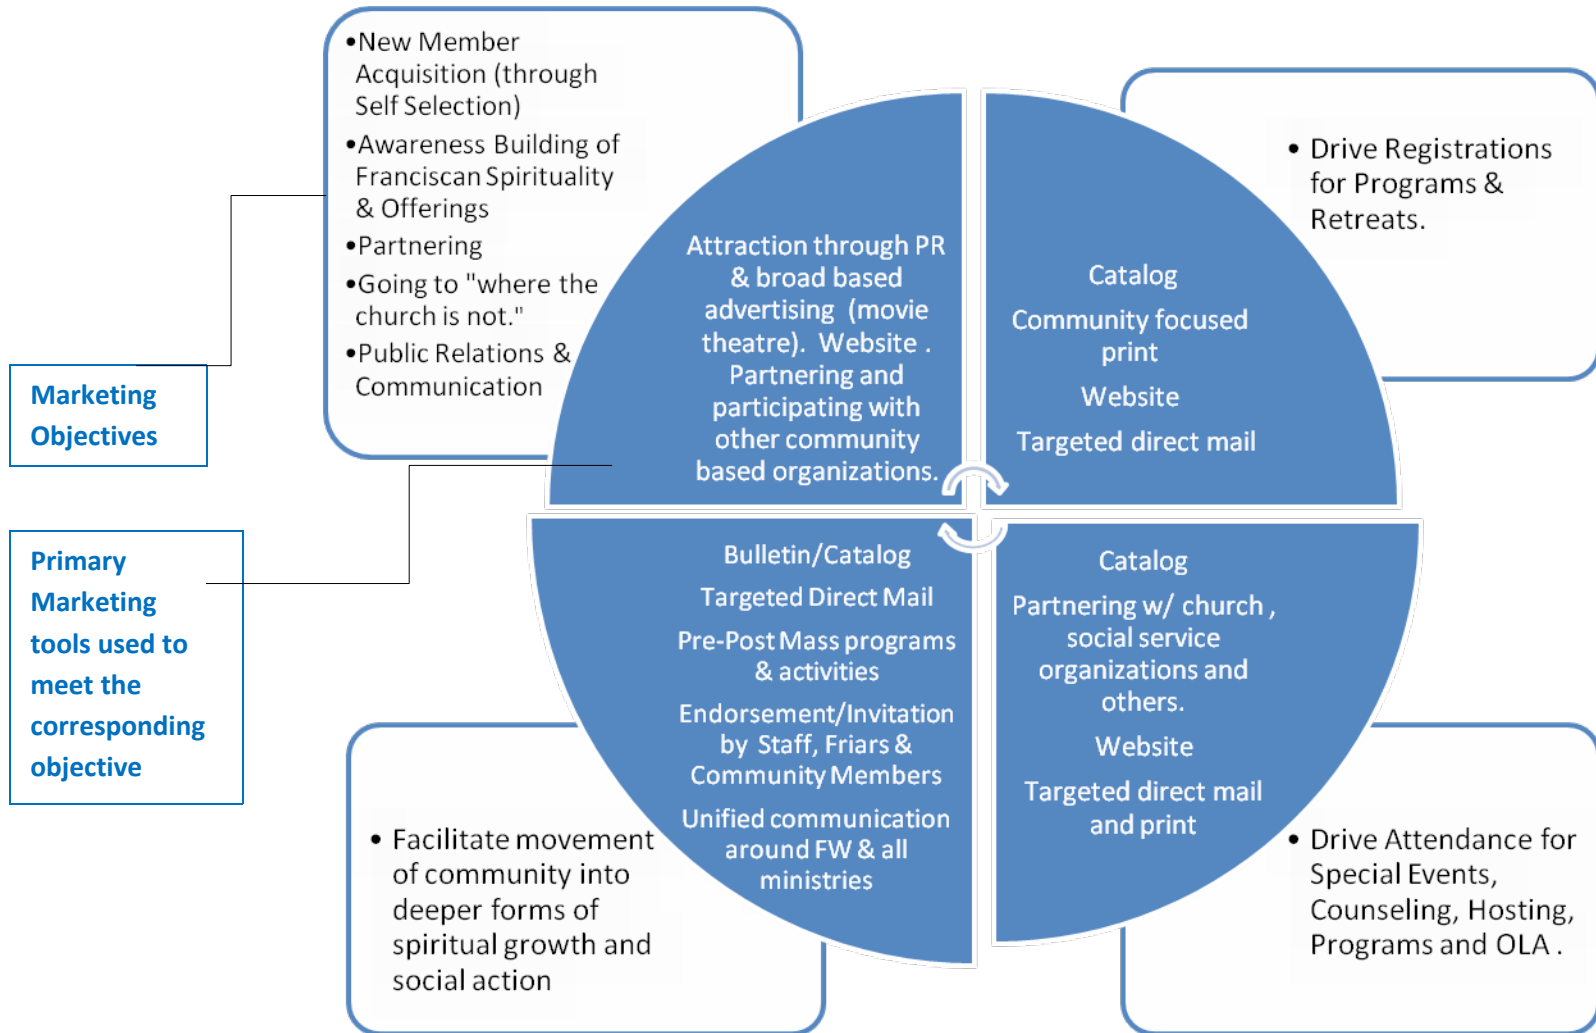 •New Member
Acquisition (through
Self Selection)
•Awareness Building of
Franciscan Spirituality
& Offerings
•Partnering
•Going to "where the
church is not."
•Public Relations &
Communication
• Drive Registrations
for Programs &
Retreats.
Attraction through PR
& broad based
advertising (movie
theatre). Website .
Partnering and
participating with
other community
based organizations.
Catalog
Community focused
print
Website
Targeted direct mail
Marketing
Objectives
Primary
Marketing
tools used to
meet the
corresponding
objective
Bulletin/Catalog
Targeted Direct Mail
Pre-Post Mass programs
& activities
Endorsement/Invitation
by Staff, Friars &
Community Members
Unified communication
around FW & all
ministries
Catalog
Partnering w/ church ,
social service
organizations and
others.
Website
Targeted direct mail
and print
• Facilitate movement
of community into
deeper forms of
spiritual growth and
social action
• Drive Attendance for
Special Events,
Counseling, Hosting,
Programs and OLA .